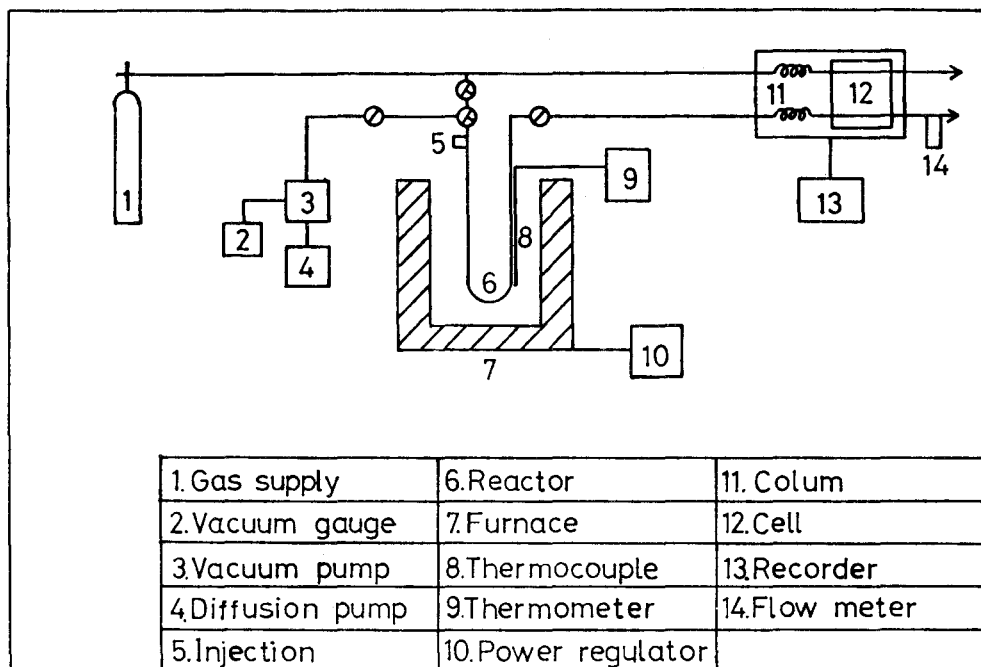 11
12
5
1
3
9
14
13
2
8
4
6
10
7
1. Gas supply 6. Reactor 11. Colum
2. Vacuum gauge 7. Furnace 12. Cell
3. Vacuum pump 8. Thermocouple 13. Recorder
4. Diffusion pump 9. Thermometer 14. Flow meter
5. Injection 10. Power regulator